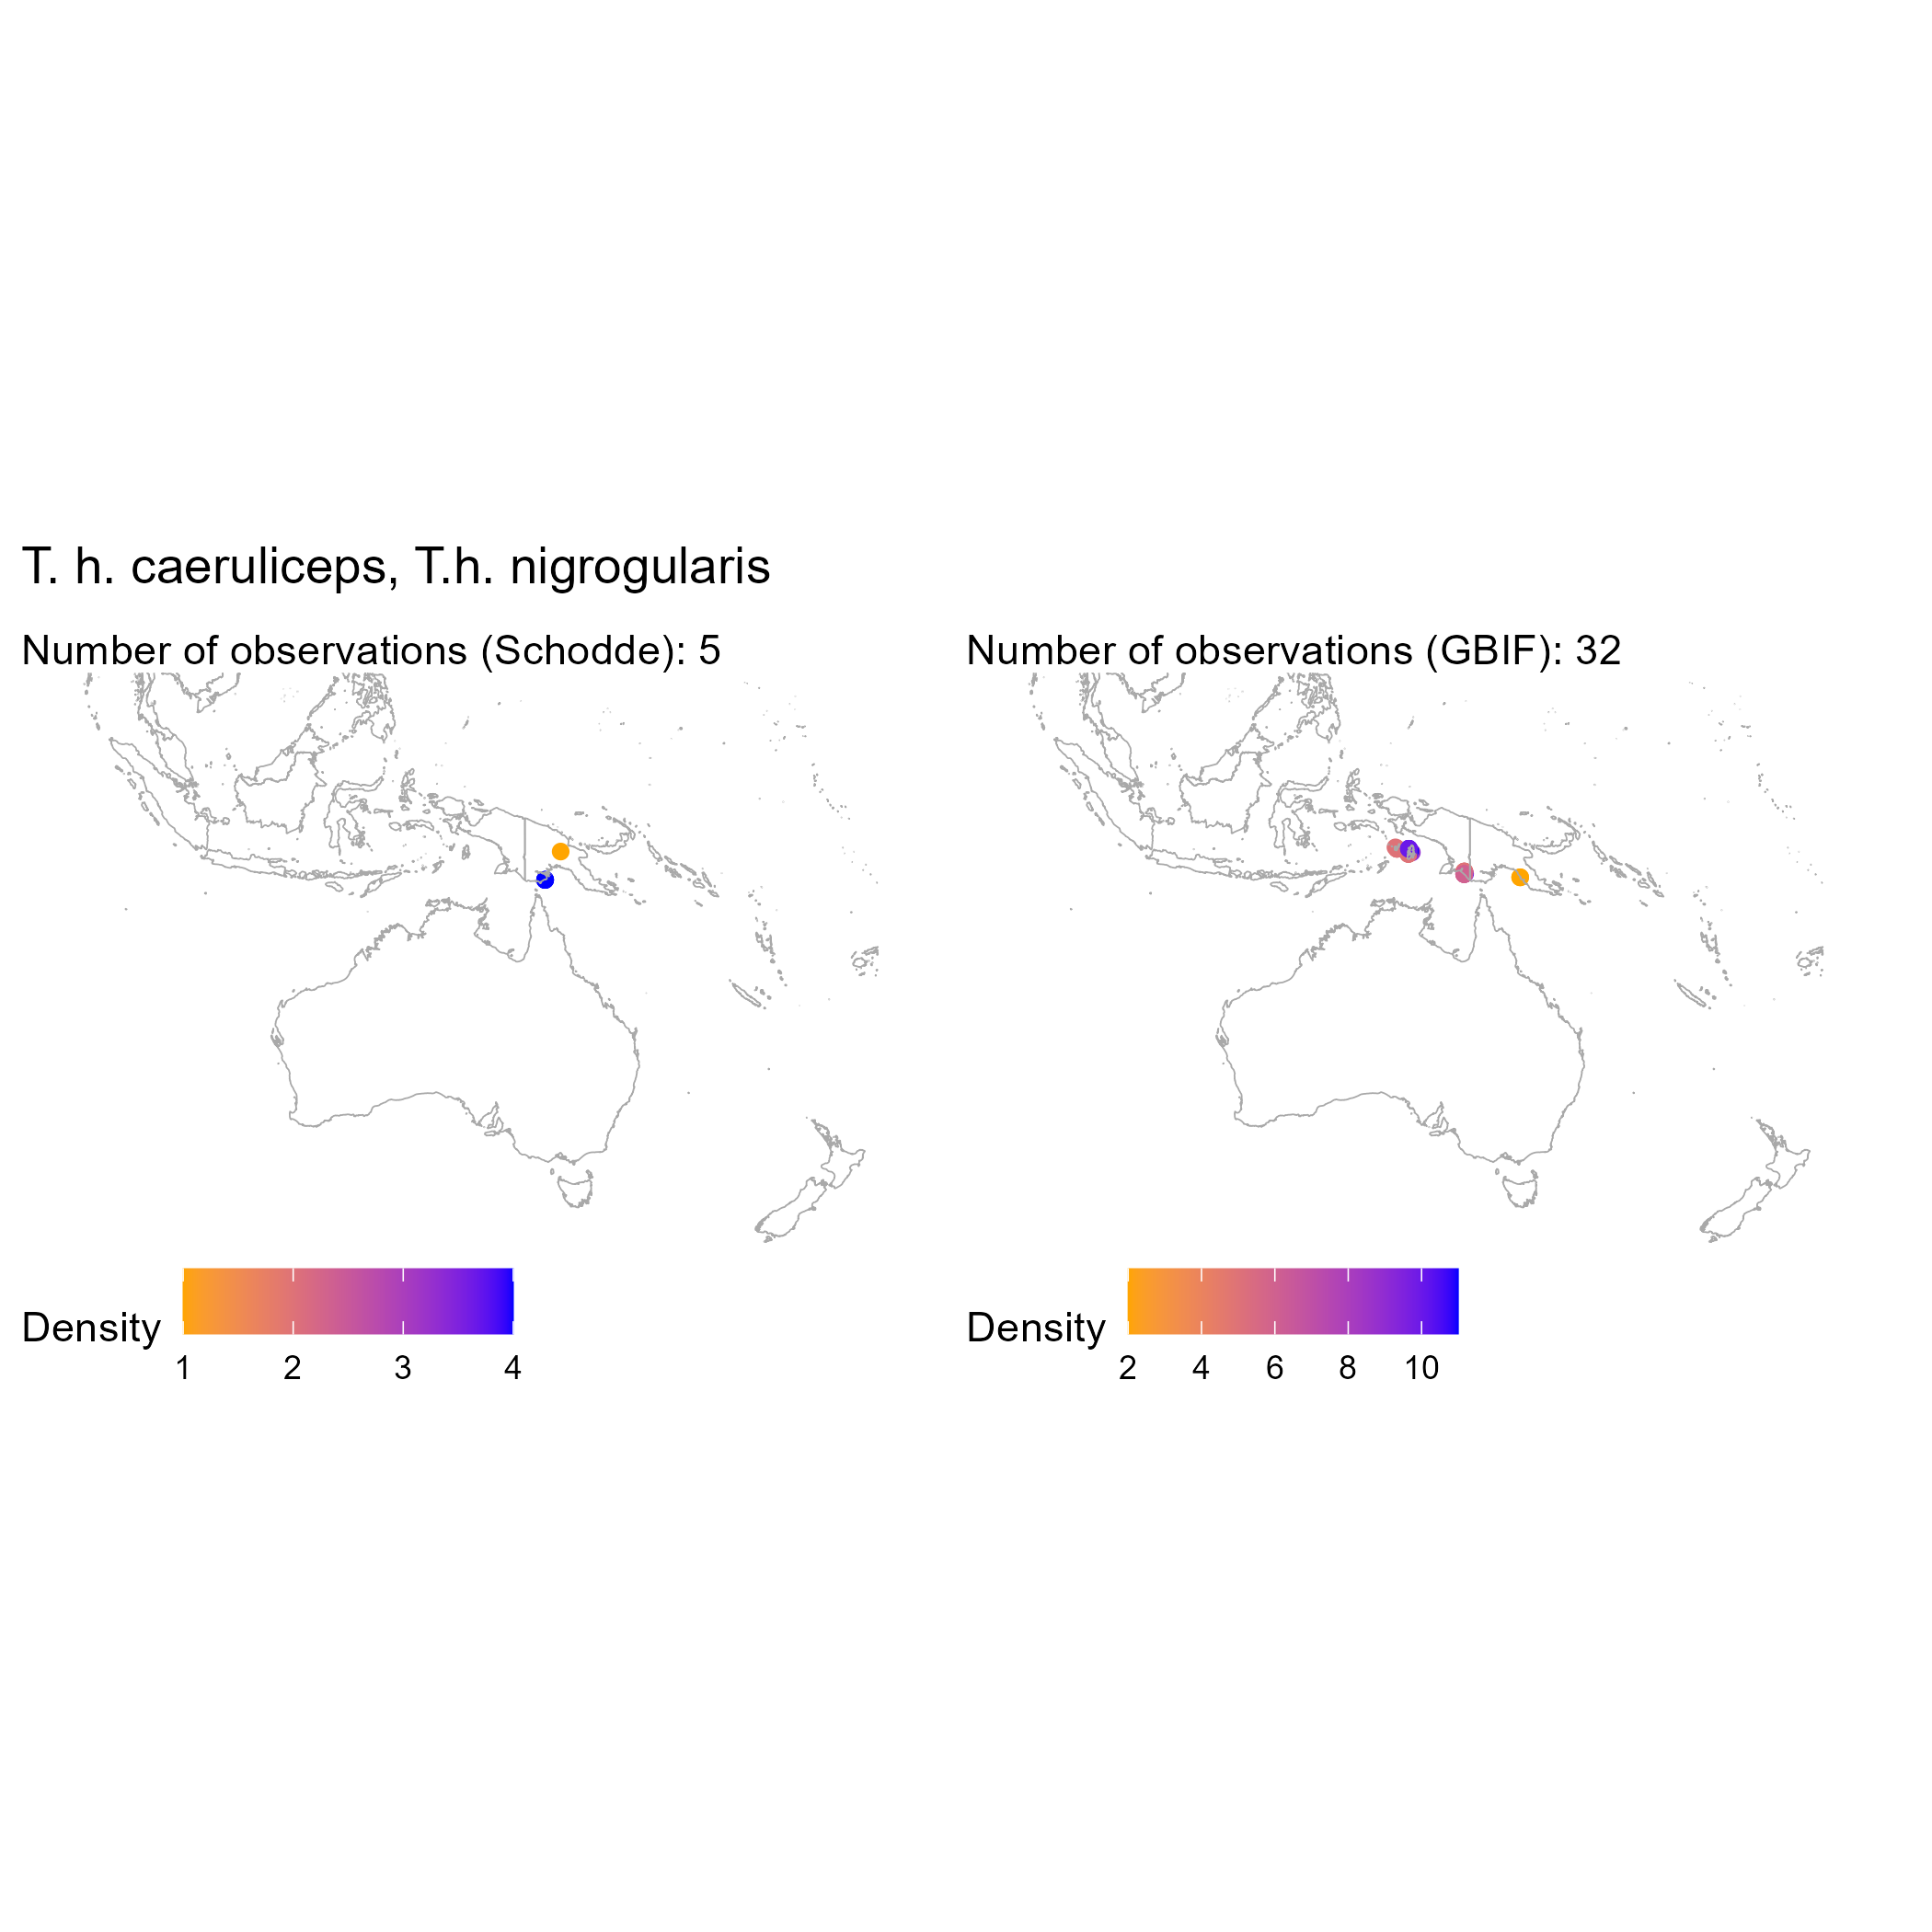 T. h. caeruliceps, T.h. nigrogularis
Number of observations (Schodde): 5
Number of observations (GBIF): 32
Density
1 2 3 4
Density
2 4 6 8 10